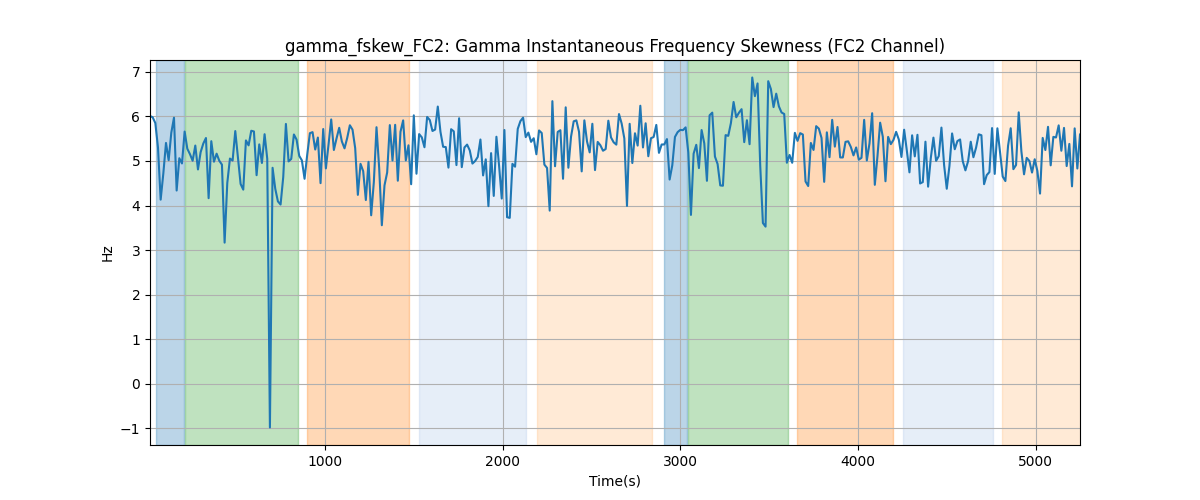 gamma_fskew_FC2: Gamma Instantaneous Frequency Skewness (FC2 Channel)
7
6
5
4
3
2
1
0
−1
Hz
1000 2000 3000 4000 5000
Time(s)